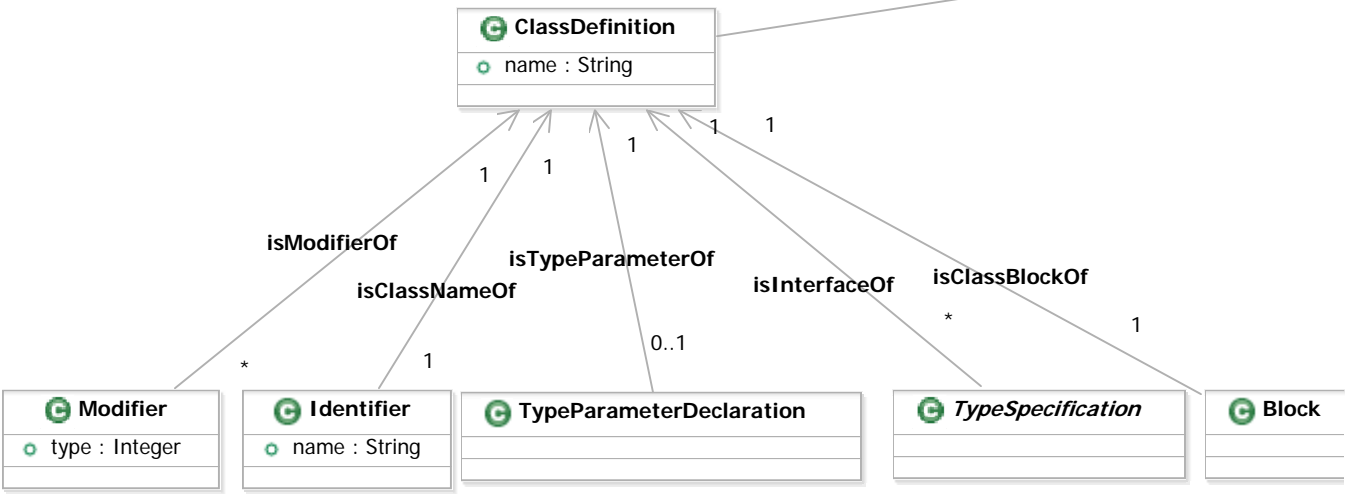 C ClassDefinition
name : String
1
1
1
1
1
isModifierOf
isTypeParameterOf
isClassNameOf
isInterfaceOf
isClassBlockOf
*
1
0..1
*
1
C Modifier
type : Integer
C Identifier
name : String
C TypeParameterDeclaration
C TypeSpecification
C Block